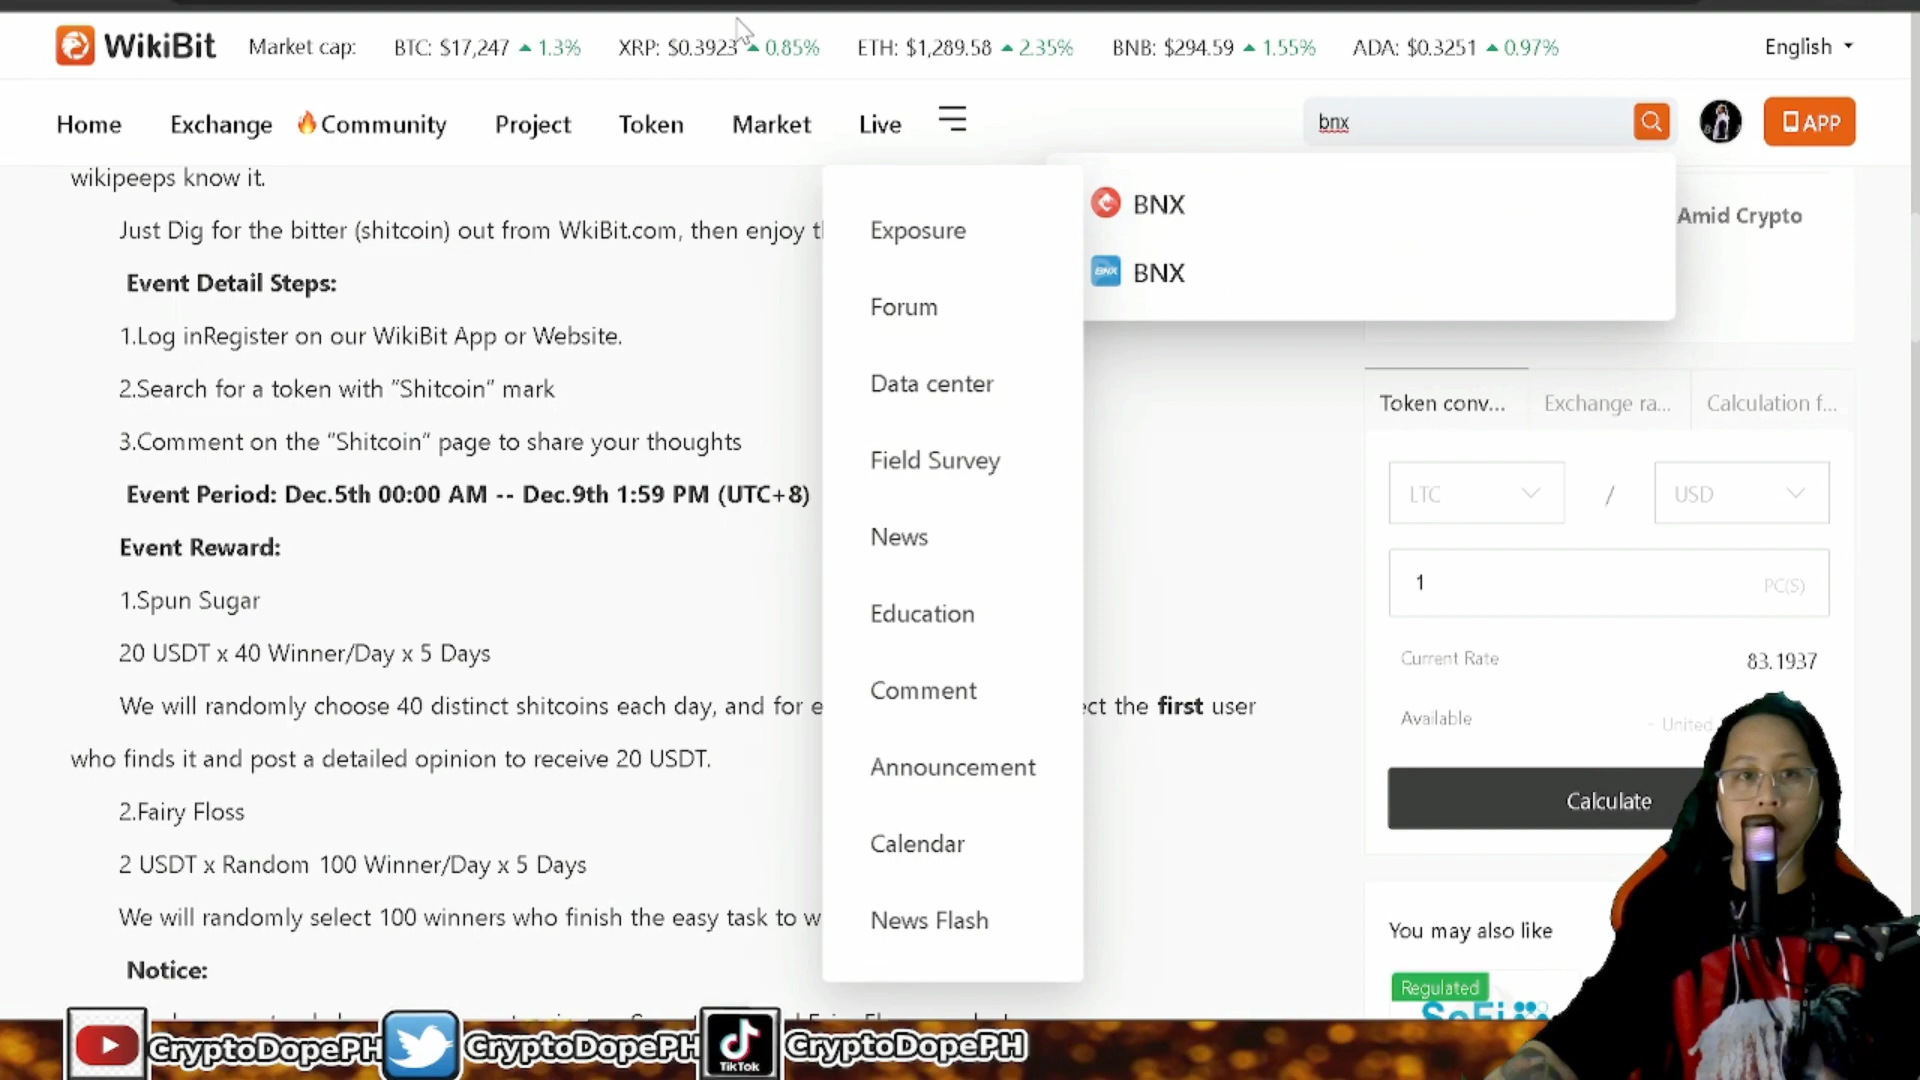 WikiBit Market cap: BTC: $17,247 1.3% XRP: $0.3923 0.85% ETH: $1,289.58 2.35% BNB: $294.59 1.55% ADA: $0.3251 0.97% English
Home Exchange Community Project Token Market Live bnx APP
wikipeeps know it.
Just Dig for the bitter (shitcoin) out from WkiBit.com, then enjoy
Event Detail Steps:
1.Log inRegister on our WikiBit App or Website.
2.Search for a token with “Shitcoin” mark
3.Comment on the “Shitcoin” page to share your thoughts
Event Period: Dec.5th 00:00 AM -- Dec.9th 1:59 PM (UTC+8)
Event Reward:
1.Spun Sugar
20 USDT x 40 Winner/Day x 5 Days
We will randomly choose 40 distinct shitcoins each day, and for the first user
who finds it and post a detailed opinion to receive 20 USDT.
2.Fairy Floss
2 USDT x Random 100 Winner/Day x 5 Days
We will randomly select 100 winners who finish the easy task to
Notice:
Exposure
Forum
Data center
Field Survey
News
Education
Comment
Announcement
Calendar
News Flash
BNX
BNX BNX
Amid Crypto
Token conv... Exchange ra... Calculation f...
LTC / USD
1 PC(S)
Current Rate 83.1937
Available - United
Calculate
You may also like
Regulated
SoFi
CryptoDopePH CryptoDopePH TikTok CryptoDopePH